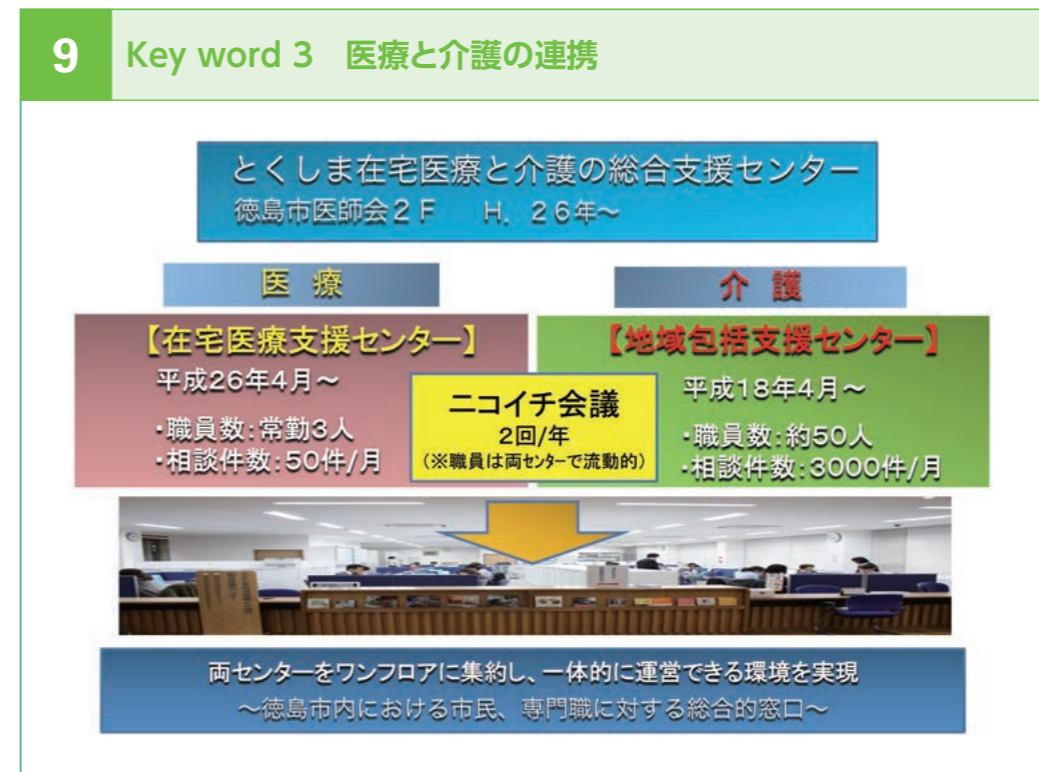 9 Key word 3 医療と介護の連携
とくしま在宅医療と介護の総合支援センター
徳島市医師会2F H.26年～
医 療
介 護
【在宅医療支援センター】
平成26年4月～
・職員数:常勤3人
・相談件数:50件/月
ニコイチ会議
2回/年
(※職員は両センターで流動的)
【地域包括支援センター】
平成18年4月～
・職員数:約50人
・相談件数:3000件/月
両センターをワンフロアに集約し、一体的に運営できる環境を実現
～徳島市内における市民、専門職に対する総合的窓口～